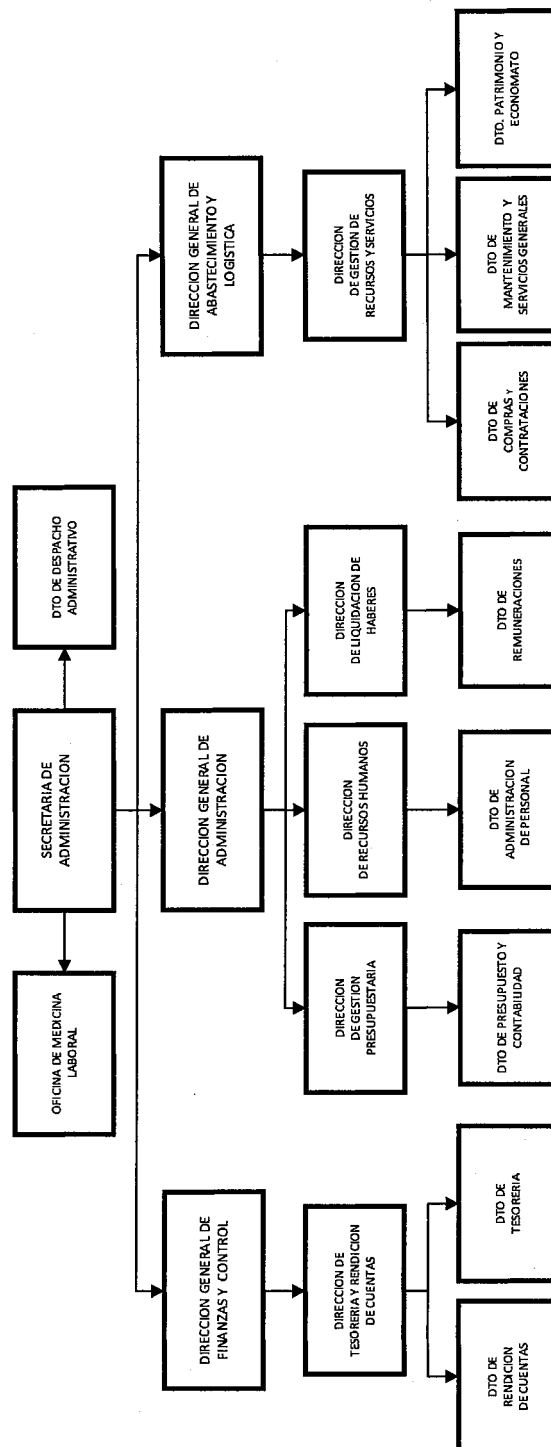 SECRETARIA DE
ADMINISTRACION
OFICINA DE MEDICINA
LABORAL
DTO DE DESPACHO
ADMINISTRATIVO
DIRECCION GENERAL DE
FINANZAS Y CONTROL
DIRECCION GENERAL DE
ADMINISTRACION
DIRECCION GENERAL DE
ABASTECIMIENTO Y
LOGISTICA
DIRECCION DE
TESORERIA Y RENDICION
DE CUENTAS
DIRECCION
DE GESTION
PRESUPUESTARIA
DIRECCION
DE RECURSOS HUMANOS
DIRECCION
DE LIQUIDACION DE
HABERES
DIRECCION
DE GESTION DE
RECURSOS Y SERVICIOS
DTO DE
RENDICION
DE CUENTAS
DTO DE
TESORERIA
DTO DE PRESUPUESTO Y
CONTABILIDAD
DTO DE
ADMINISTRACION
DE PERSONAL
DTO DE
REMUNERACIONES
DTO DE
COMPRAS Y
CONTRATACIONES
DTO DE
MANTENIMIENTO Y
SERVICIOS GENERALES
DTO. PATRIMONIO Y
ECONOMATO